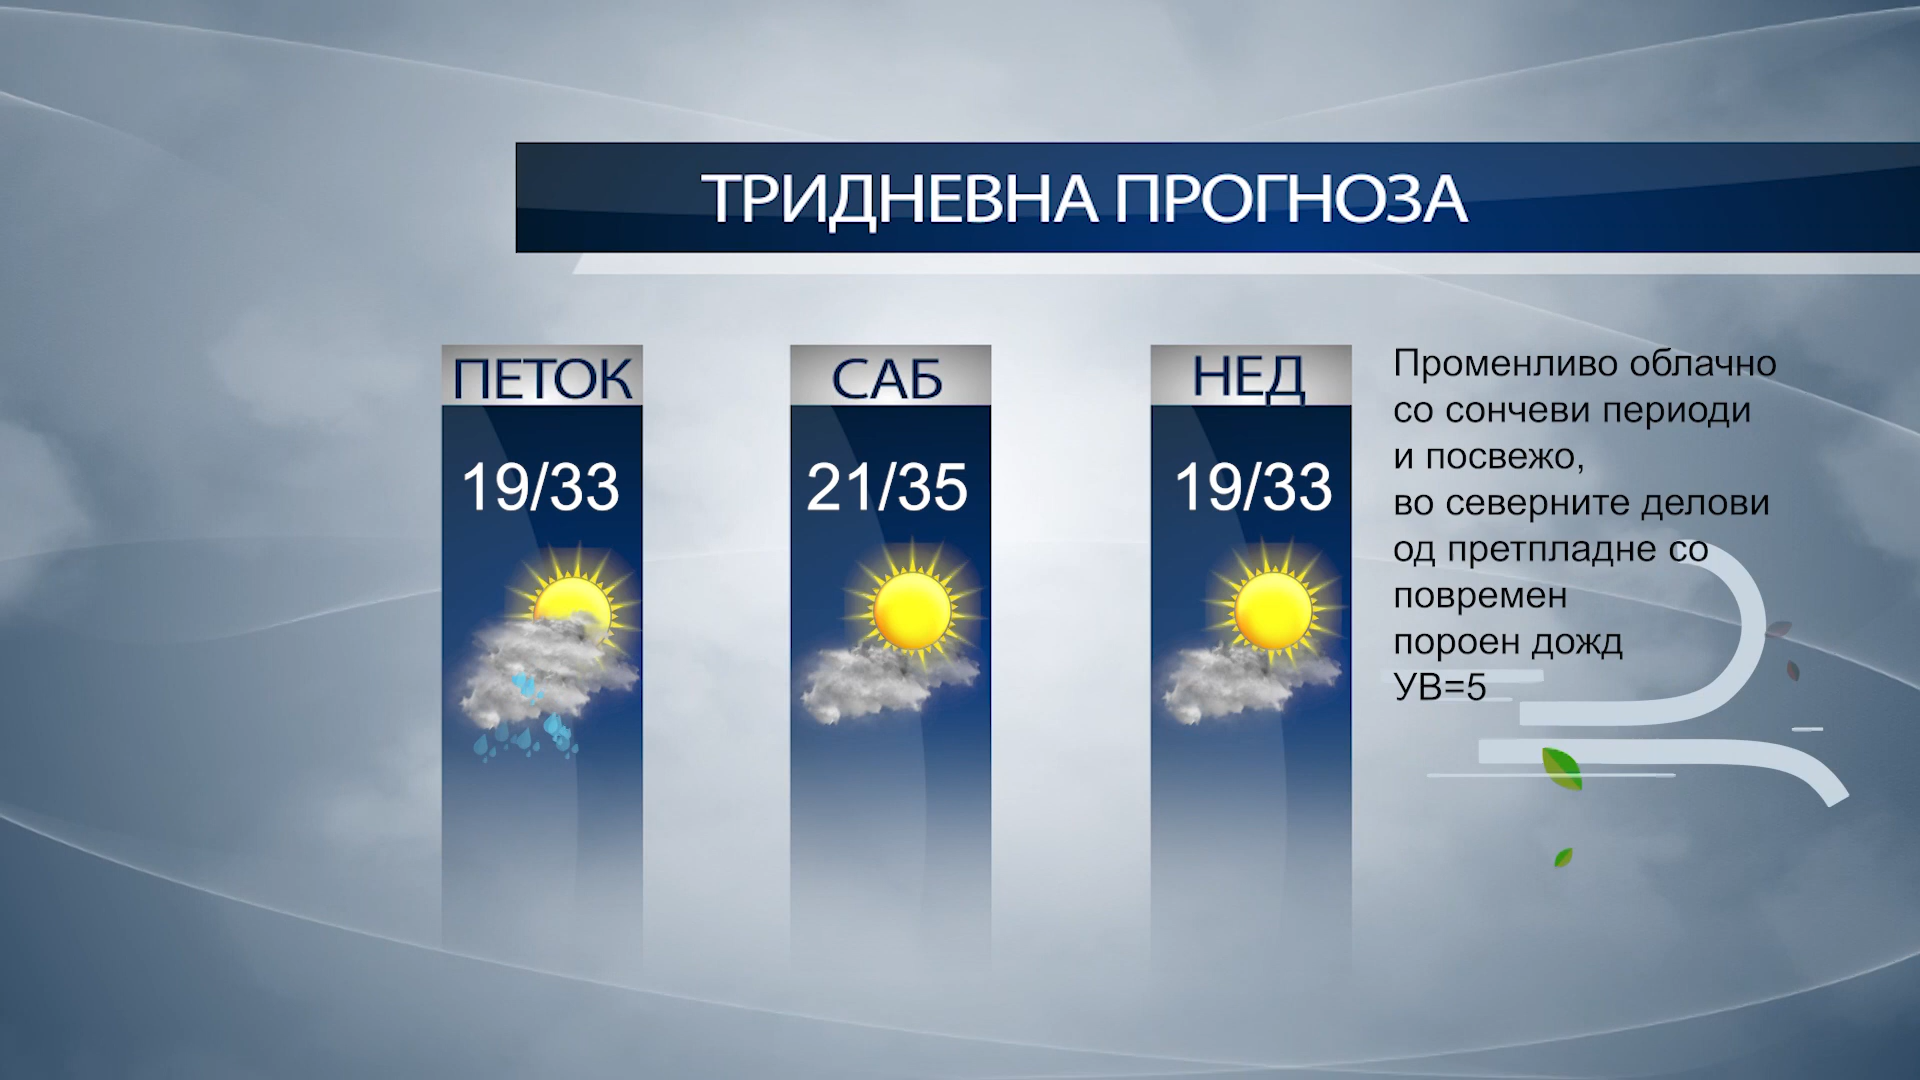 ТРИДНЕВНА ПРОГНОЗА
ПЕТОК
19/33
САБ
21/35
НЕД
19/33
Променливо облачно
со сончеви периоди
и посвежо,
во северните делови
од претпладне со
повремен
пороен дожд
УВ=5